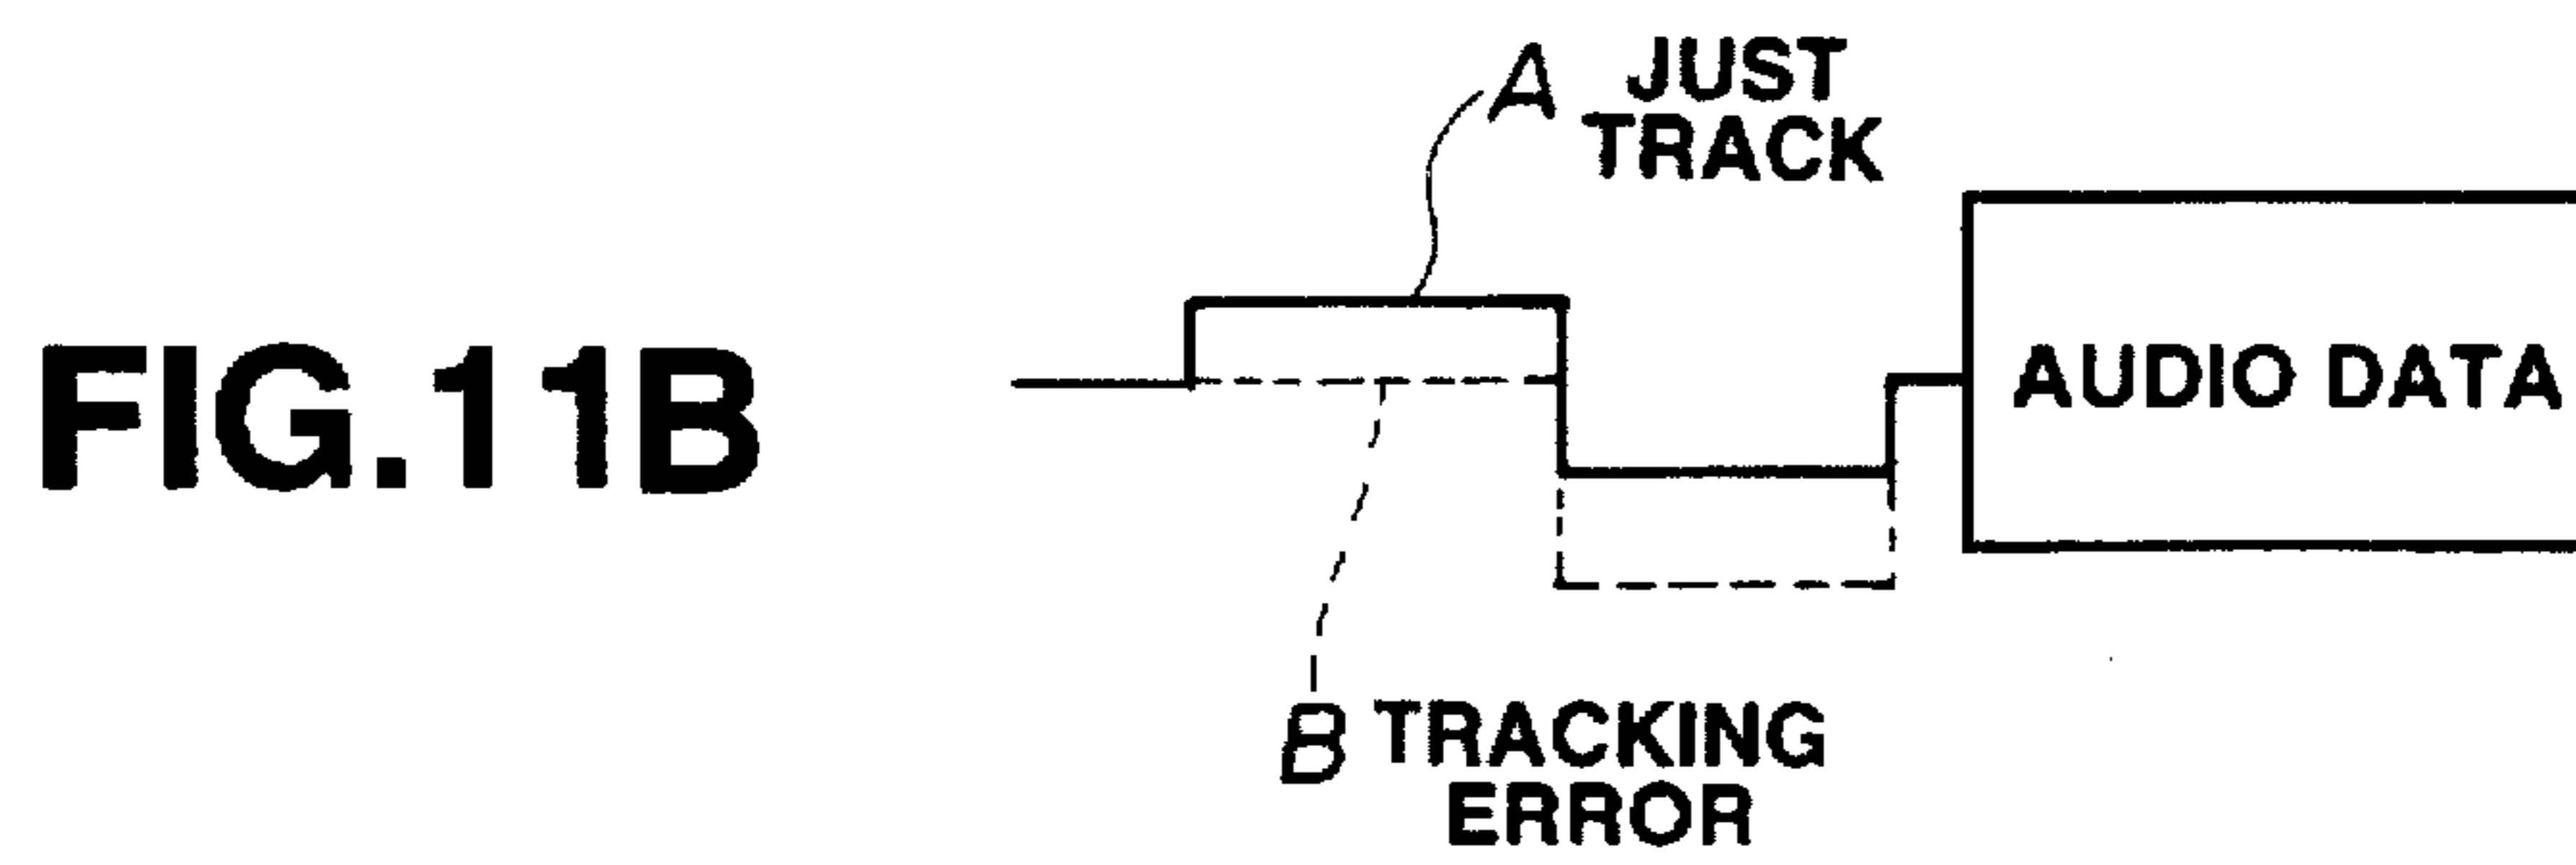 A JUST
TRACK
FIG.11B
AUDIO DATA
B TRACKING
ERROR